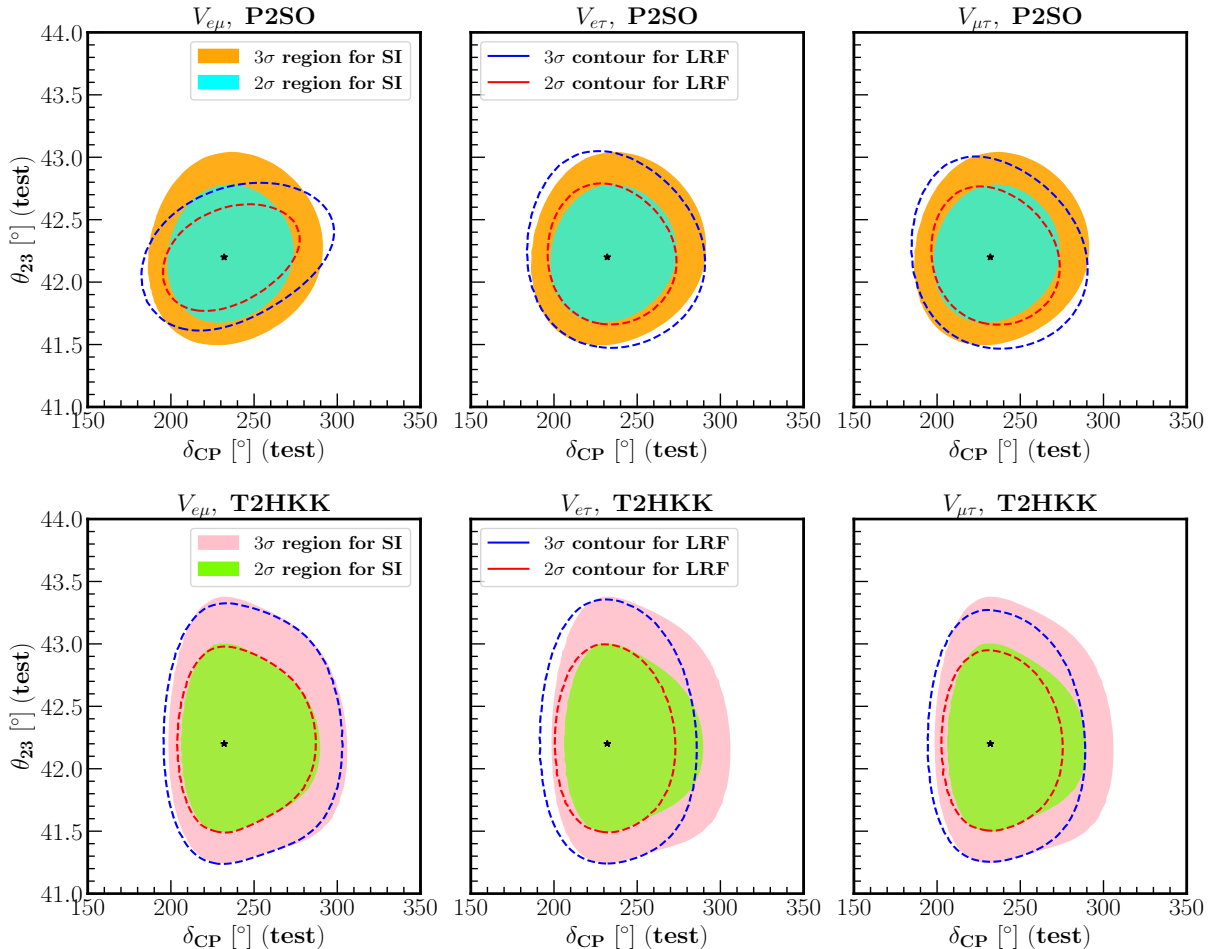 V_{eμ}, P2SO
V_{eτ}, P2SO
V_{μτ}, P2SO
3σ region for SI
2σ region for SI
3σ contour for LRF
2σ contour for LRF
44.0
43.5
43.0
42.5
42.0
41.5
41.0
θ_{23} [°] (test)
150 200 250 300 350
150 200 250 300 350
150 200 250 300 350
δ_{CP} [°] (test)
δ_{CP} [°] (test)
δ_{CP} [°] (test)
V_{eμ}, T2HKK
V_{eτ}, T2HKK
V_{μτ}, T2HKK
3σ region for SI
2σ region for SI
3σ contour for LRF
2σ contour for LRF
44.0
43.5
43.0
42.5
42.0
41.5
41.0
θ_{23} [°] (test)
150 200 250 300 350
150 200 250 300 350
150 200 250 300 350
δ_{CP} [°] (test)
δ_{CP} [°] (test)
δ_{CP} [°] (test)